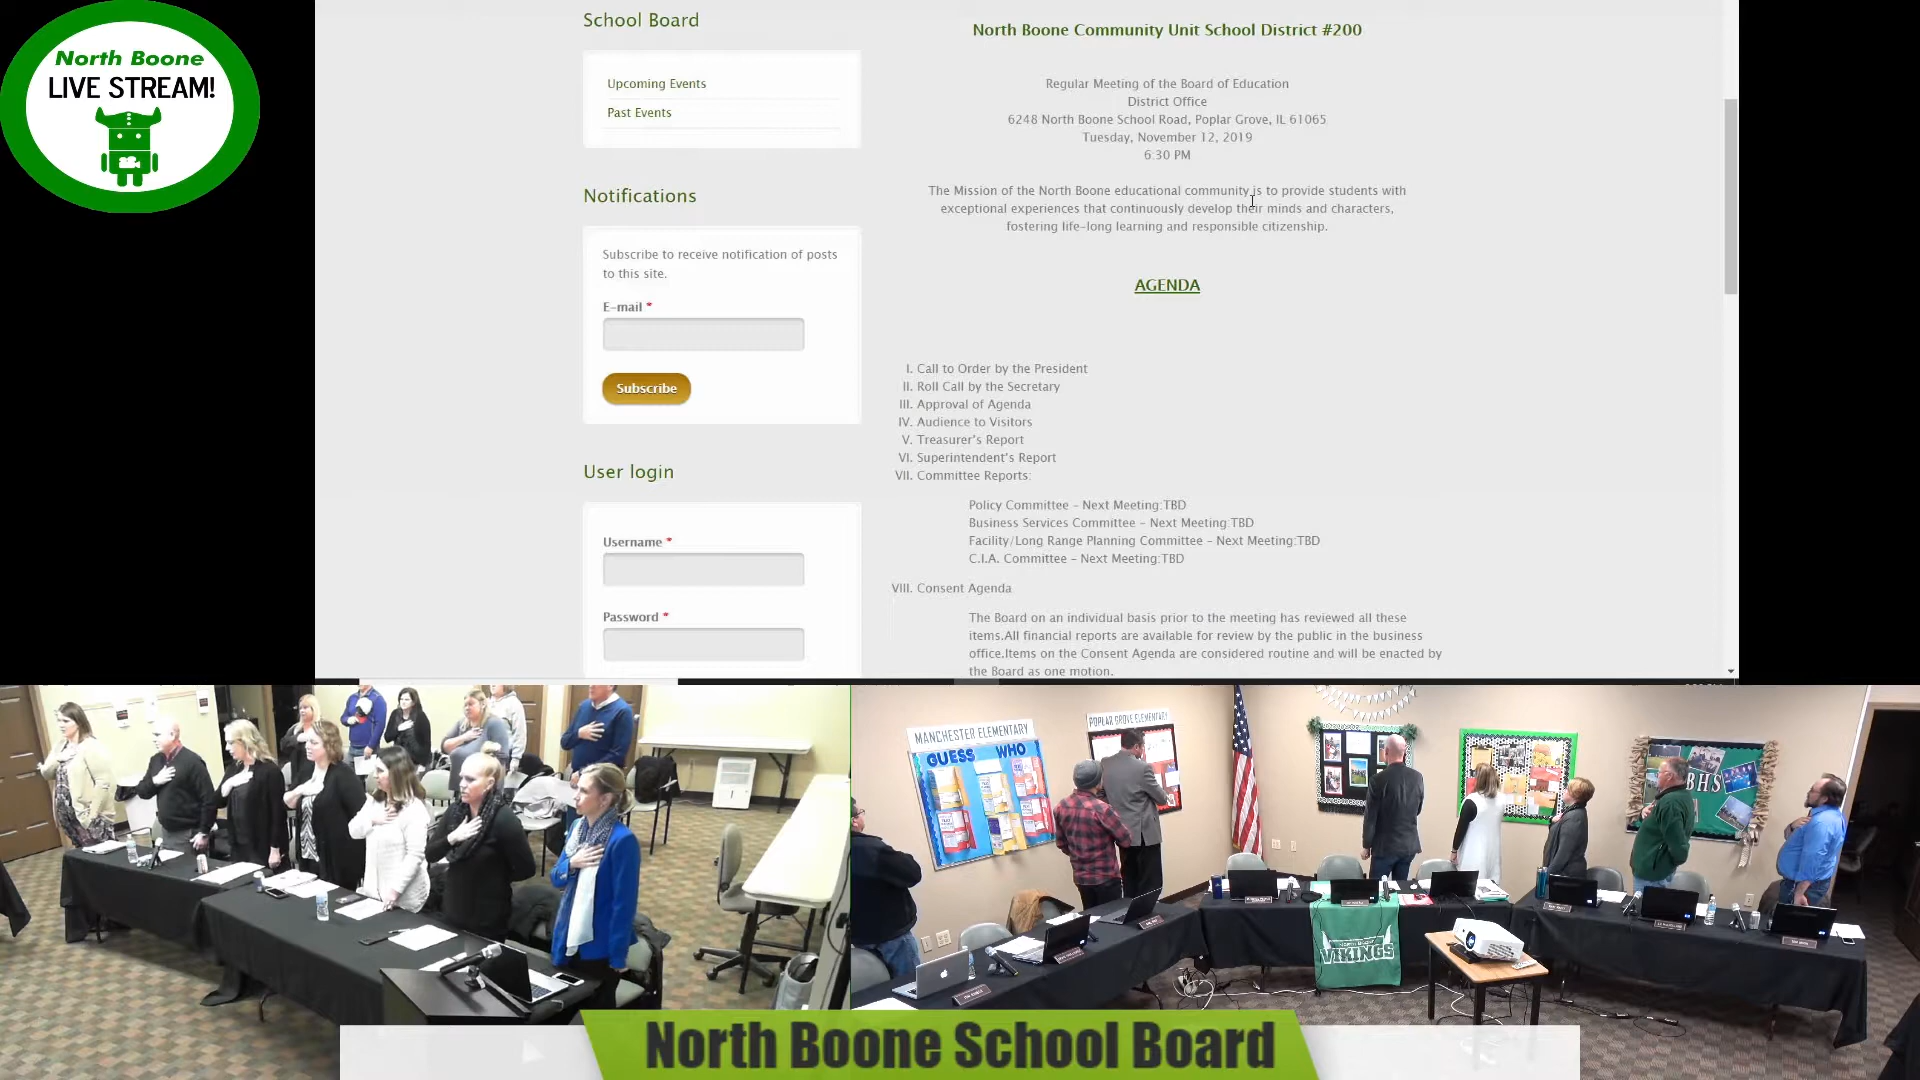 North Boone
LIVE STREAM!
School Board
Upcoming Events
Past Events
Notifications
Subscribe to receive notification of posts
to this site.
E-mail *
Subscribe
User login
Username *
Password *
North Boone Community Unit School District #200
Regular Meeting of the Board of Education
District Office
6248 North Boone School Road, Poplar Grove, IL 61065
Tuesday, November 12, 2019
6:30 PM
The Mission of the North Boone educational community is to provide students with
exceptional experiences that continuously develop their minds and characters,
fostering life-long learning and responsible citizenship.
AGENDA
I. Call to Order by the President
II. Roll Call by the Secretary
III. Approval of Agenda
IV. Audience to Visitors
V. Treasurer's Report
VI. Superintendent's Report
VII. Committee Reports:
Policy Committee - Next Meeting:TBD
Business Services Committee - Next Meeting:TBD
Facility/Long Range Planning Committee - Next Meeting:TBD
C.I.A. Committee - Next Meeting:TBD
VIII. Consent Agenda
The Board on an individual basis prior to the meeting has reviewed all these
items.All financial reports are available for review by the public in the business
office.Items on the Consent Agenda are considered routine and will be enacted by
the Board as one motion.
MANCHESTER ELEMENTARY
GUESS WHO
POPLAR GROVE ELEMENTARY
BHS
VIKINGS
North Boone School Board